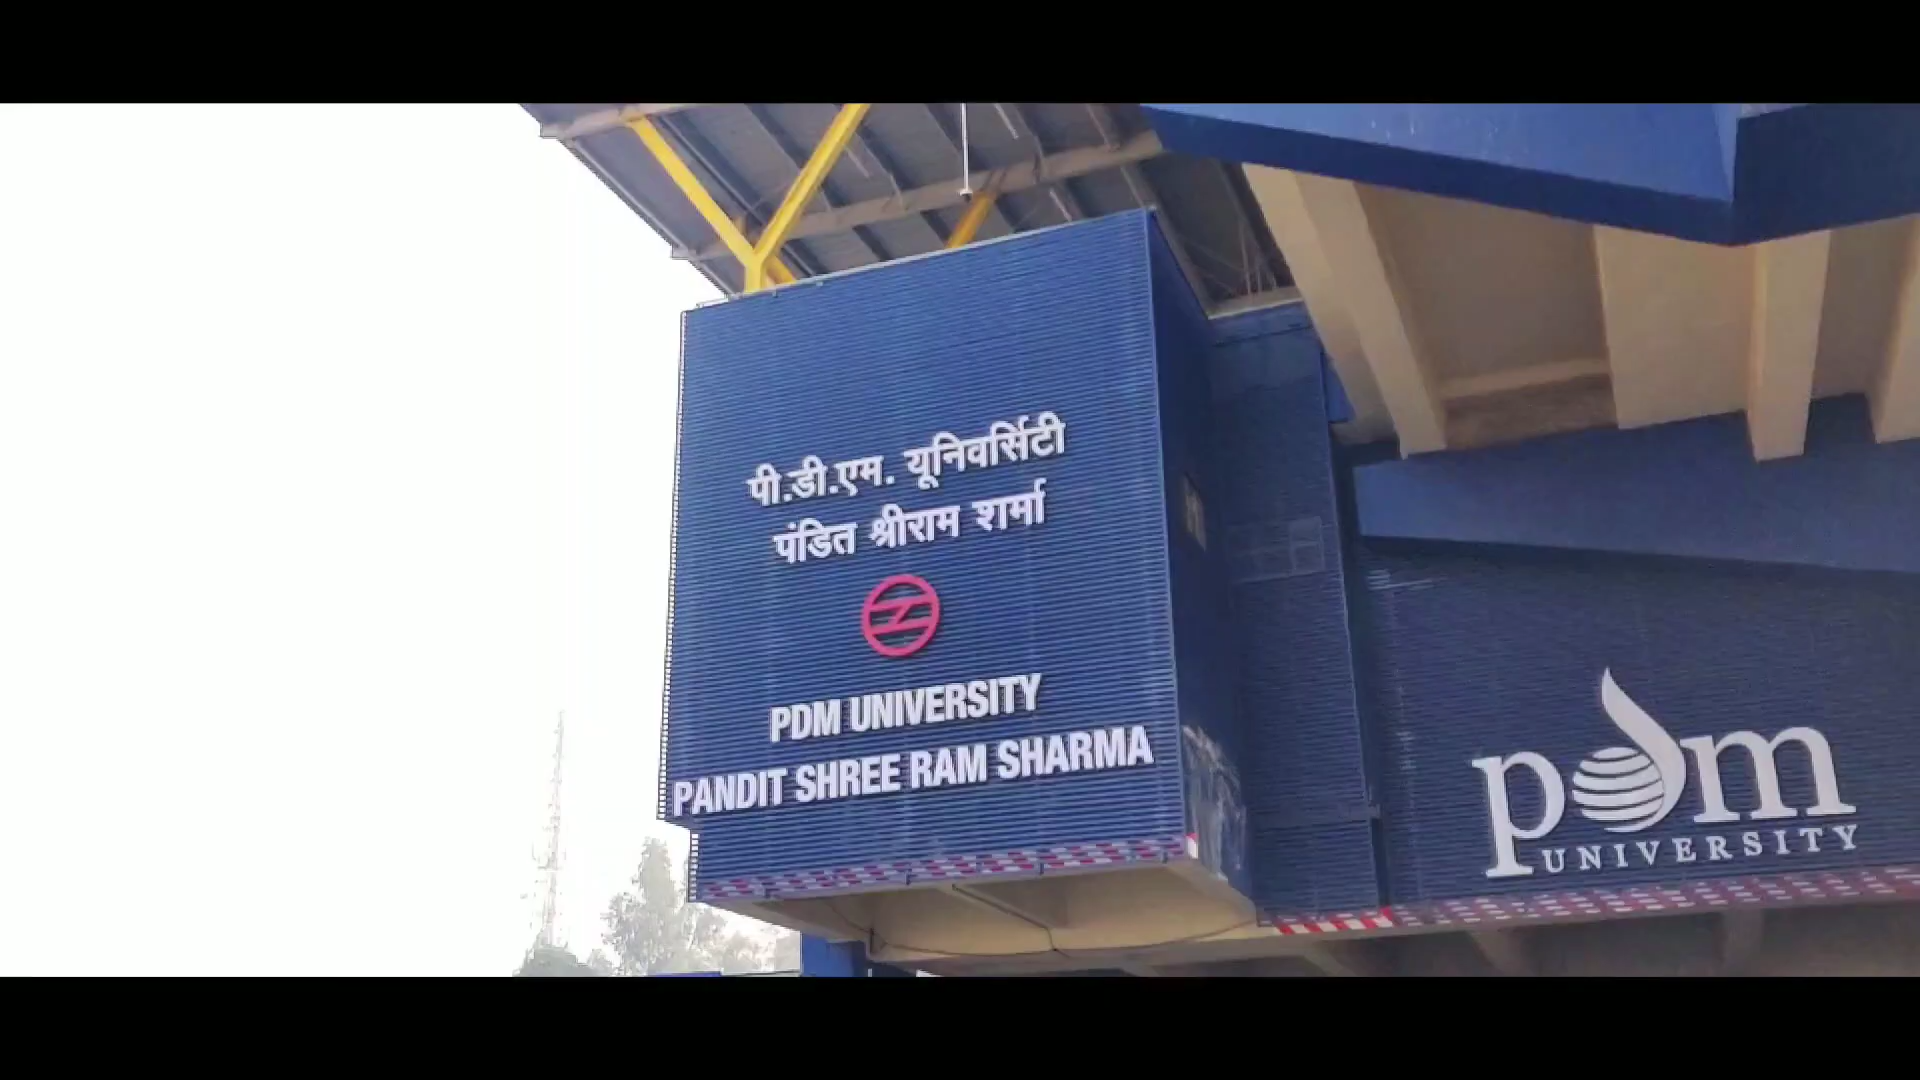 पी.डी.एम. यूनिवर्सिटी
पंडित श्रीराम शर्मा
PDM UNIVERSITY
PANDIT SHREE RAM SHARMA
pdm
UNIVERSITY